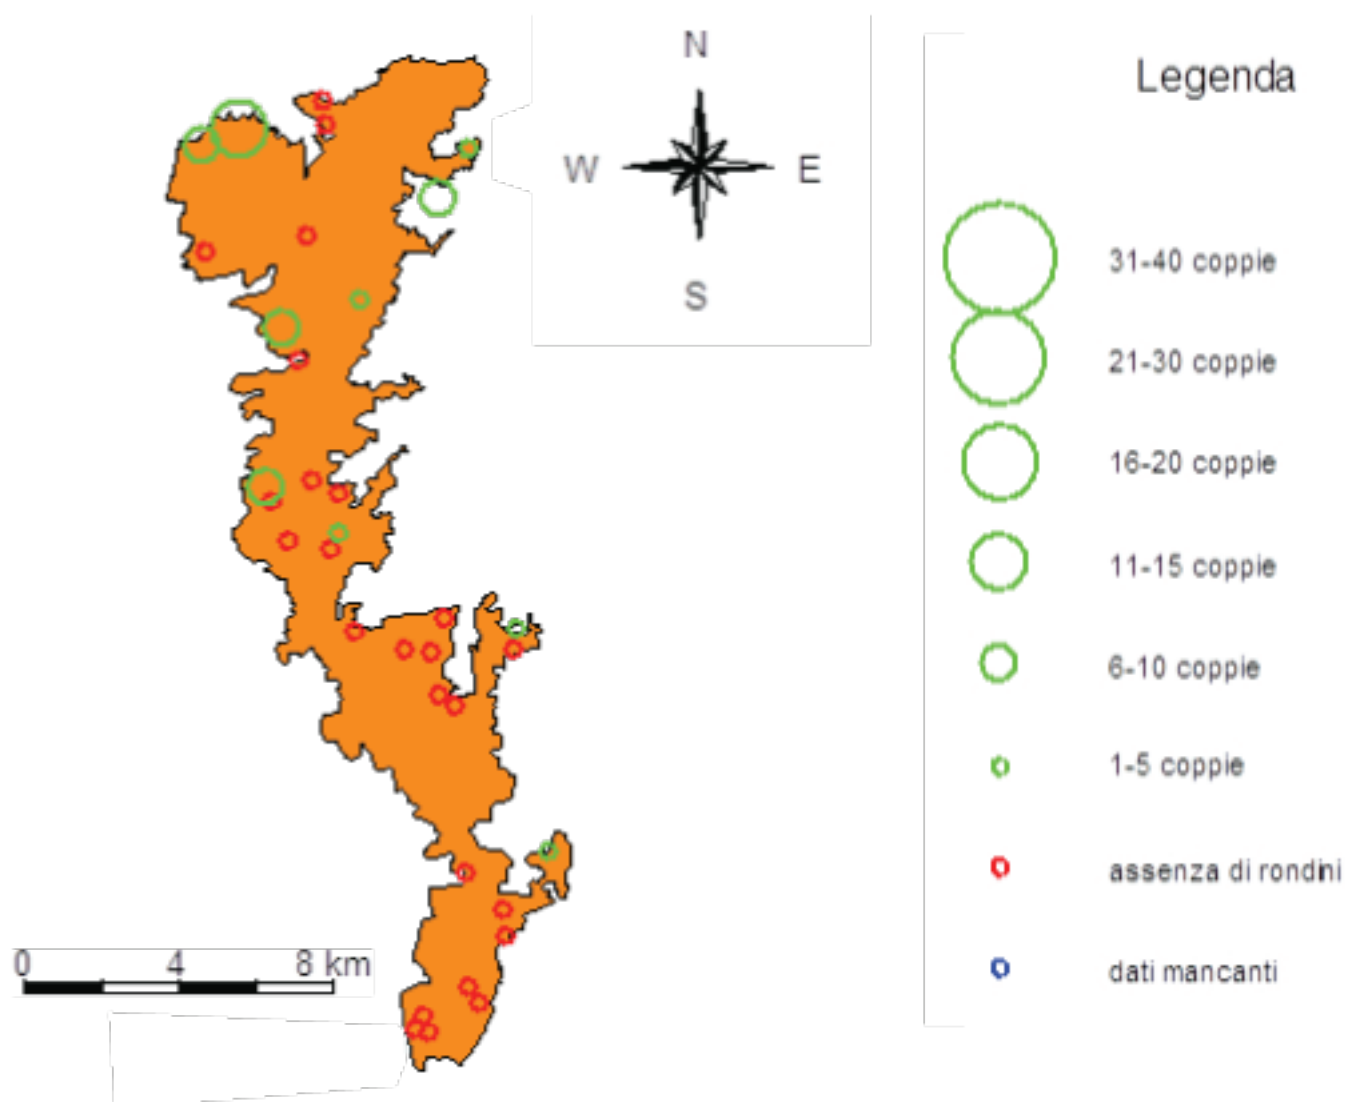 N
Legenda
W E
S
31-40 coppie
21-30 coppie
16-20 coppie
11-15 coppie
6-10 coppie
1-5 coppie
assenza di rondini
dati mancanti
0 4 8 km